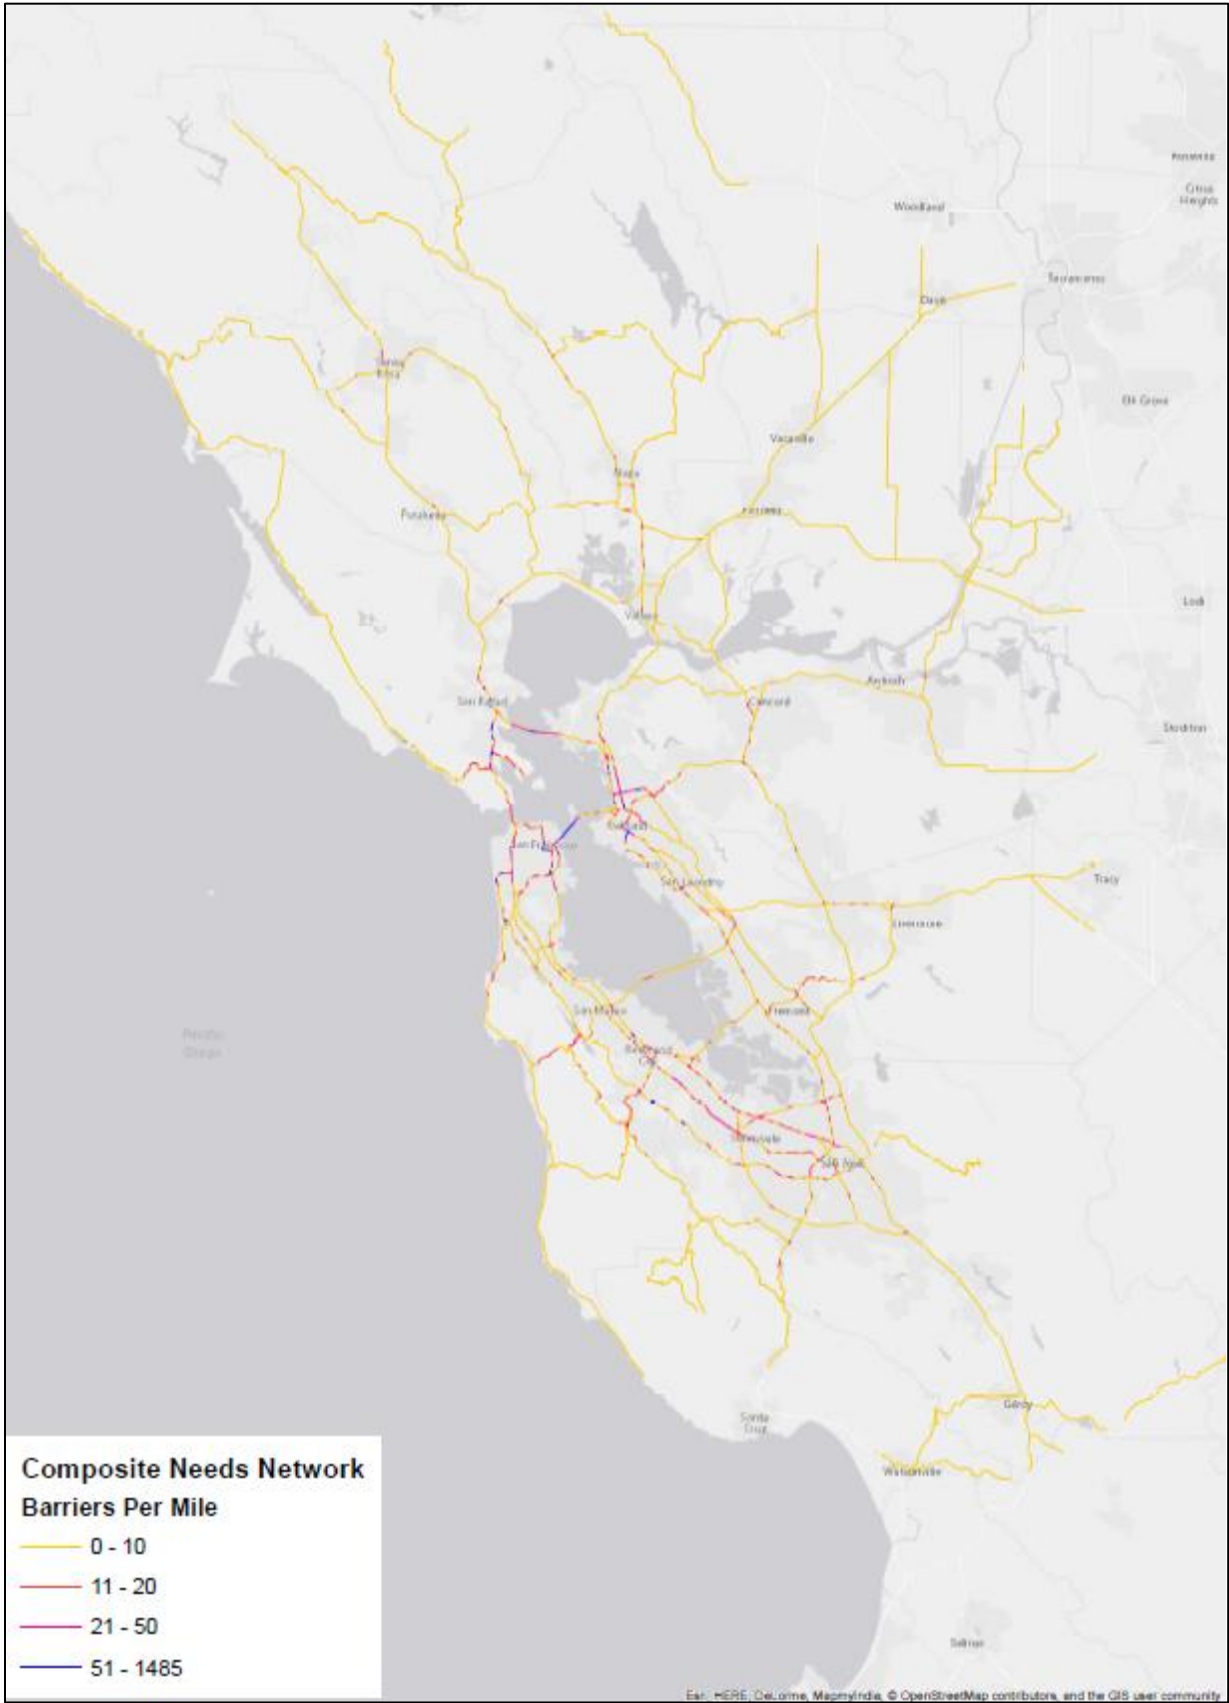 Woodland
Citrus
Heights
Sacramento
Davis
Santa
Rosa
Elk Grove
Vacaville
Napa
Petaluma
Fairfield
Lodi
Vallejo
Antioch
San Rafael
Concord
Stockton
Oakland
San Francisco
San Leandro
Tracy
Livermore
San Mateo
Fremont
Pacific
Ocean
Redwood
City
Sunnyvale
San Jose
Gilroy
Santa
Cruz
Watsonville
Composite Needs Network
Barriers Per Mile
0 - 10
11 - 20
21 - 50
51 - 1485
Salinas
Esri, HERE, DeLorme, MapmyIndia, © OpenStreetMap contributors, and the GIS user community